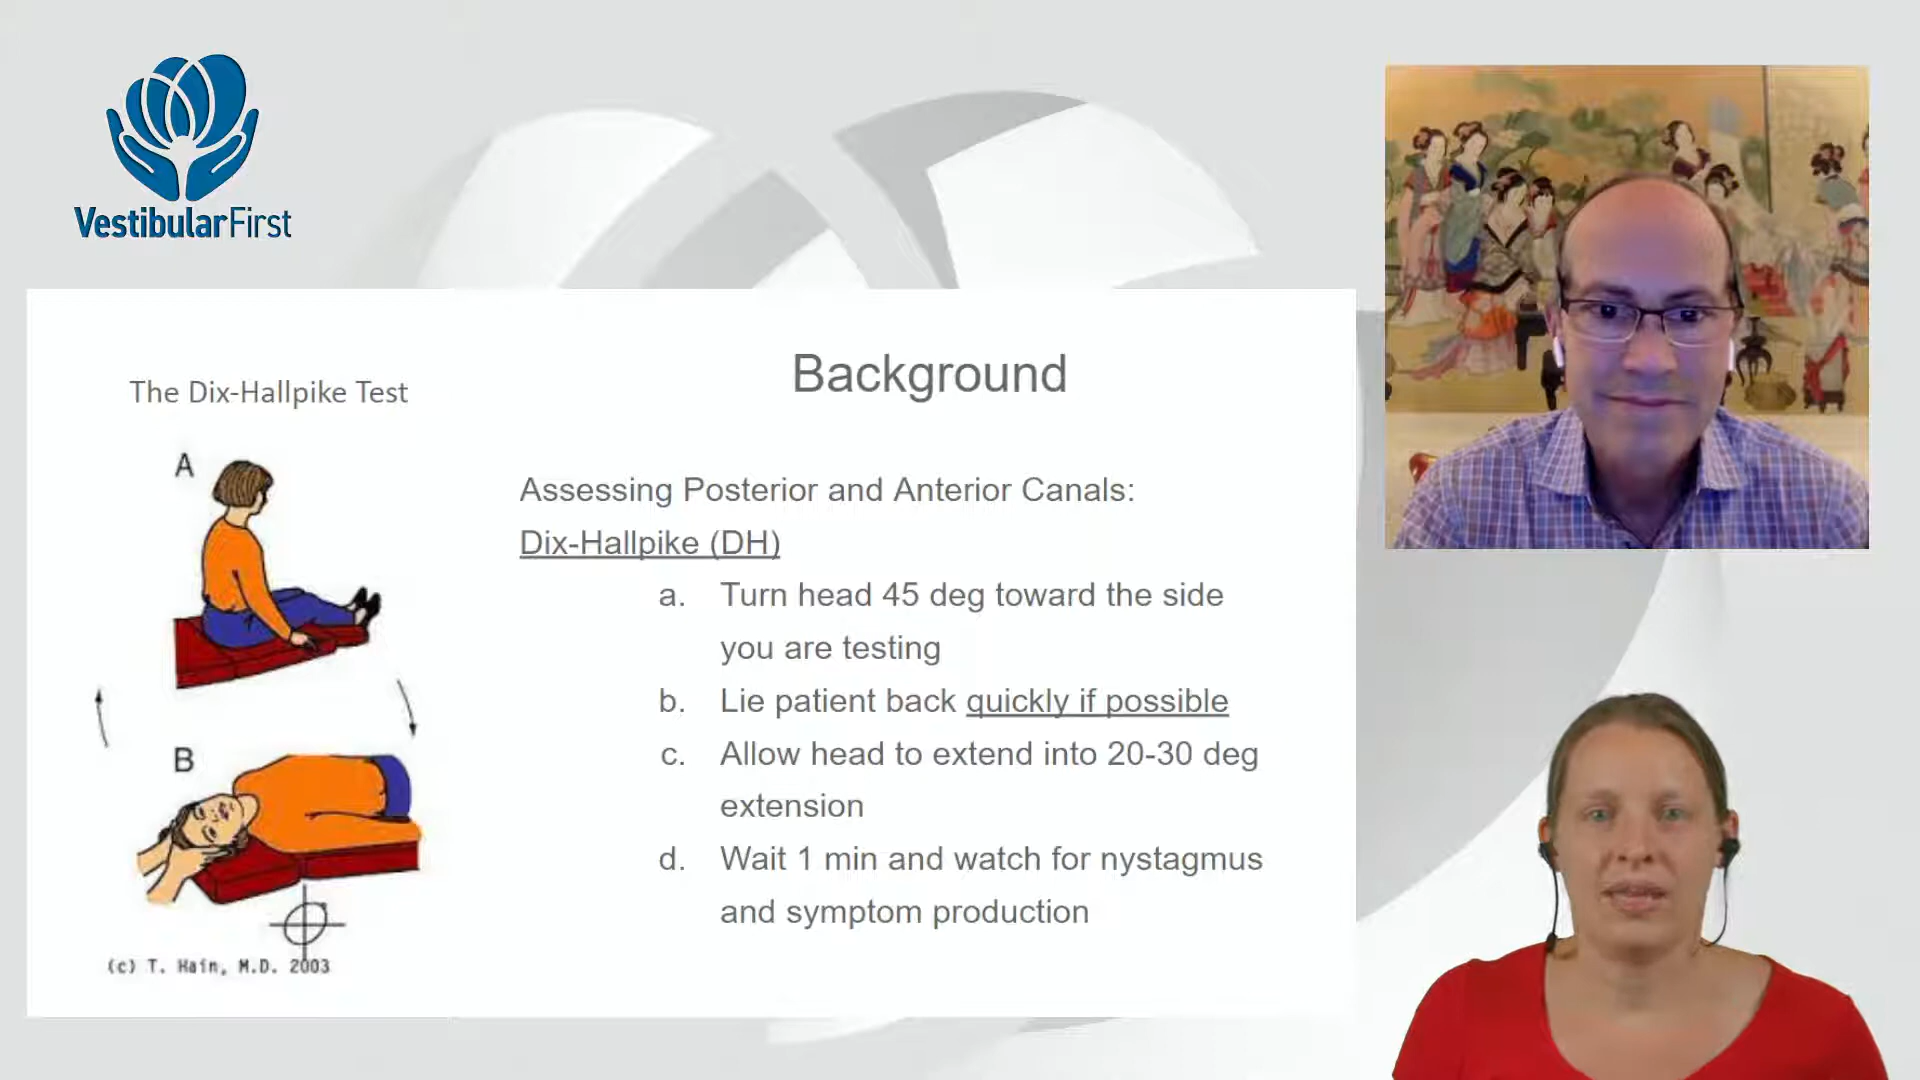 VestibularFirst
Background
The Dix-Hallpike Test
A
B
(c) T. Hain, M.D. 2003
Assessing Posterior and Anterior Canals:
Dix-Hallpike (DH)
a. Turn head 45 deg toward the side
you are testing
b. Lie patient back quickly if possible
c. Allow head to extend into 20-30 deg
extension
d. Wait 1 min and watch for nystagmus
and symptom production